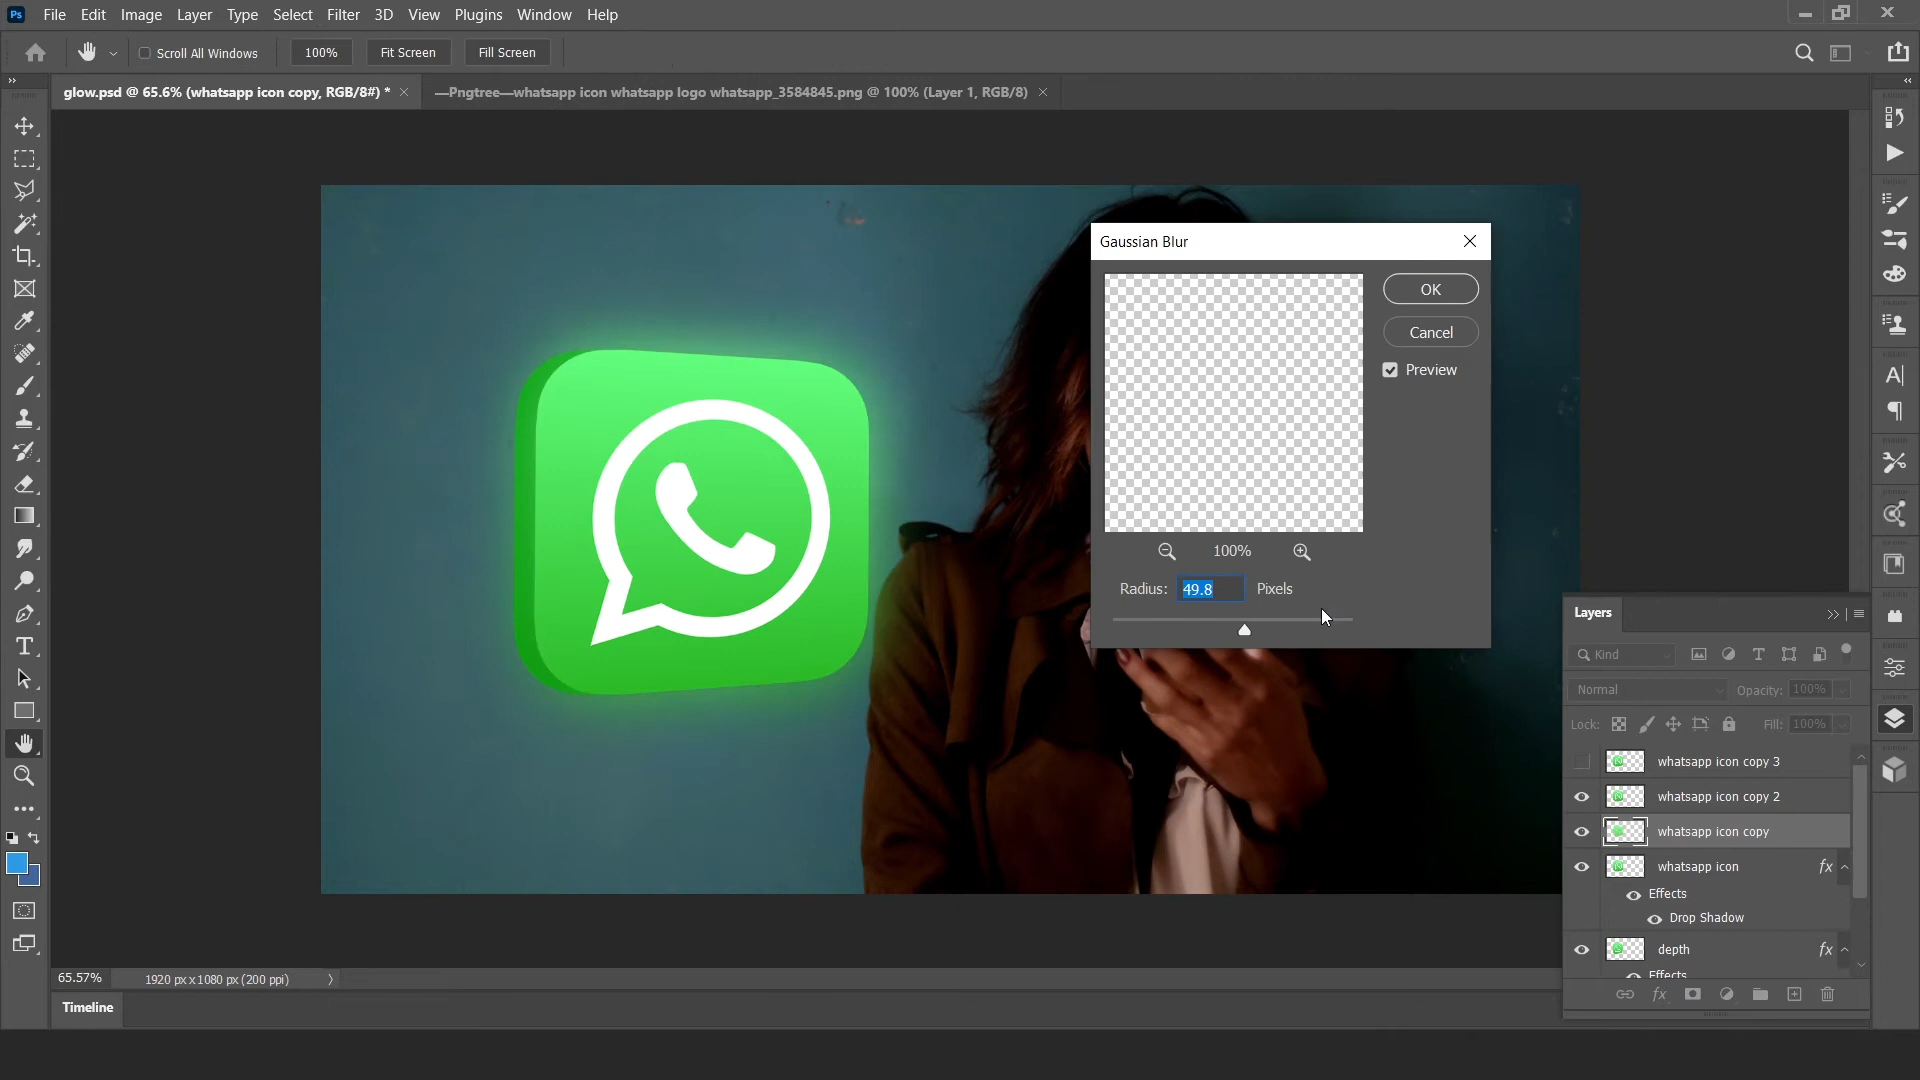 Ps File Edit Image Layer Type Select Filter 3D View Plugins Window Help
Scroll All Windows 100% Fit Screen Fill Screen
glow.psd @ 65.6% (whatsapp icon copy, RGB/8#) * —Pngtree—whatsapp icon whatsapp logo whatsapp_3584845.png @ 100% (Layer 1, RGB/8)
Gaussian Blur
OK
Cancel
Preview
100%
Radius: 49.8 Pixels
Layers
Kind
Normal Opacity: 100%
Lock: Fill: 100%
whatsapp icon copy 3
whatsapp icon copy 2
whatsapp icon copy
whatsapp icon fx
Effects
Drop Shadow
depth fx
Effects
fx
65.57% 1920 px x 1080 px (200 ppi)
Timeline